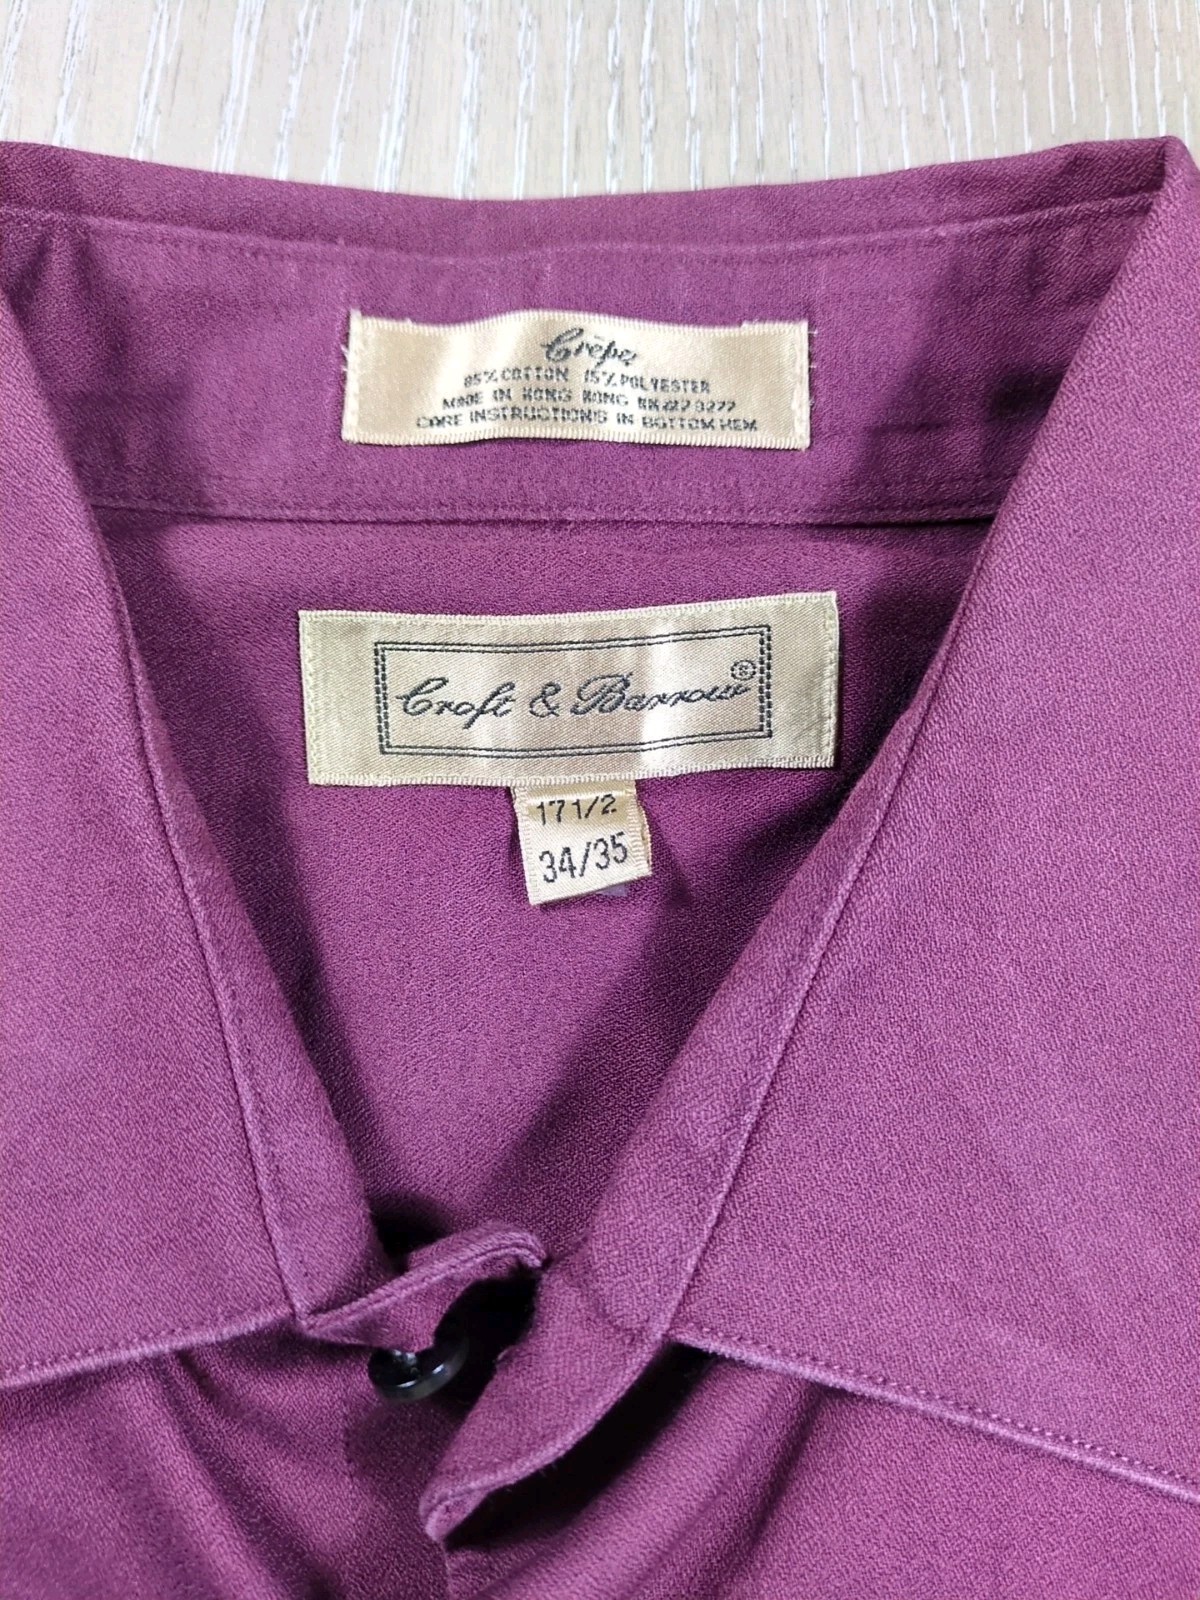 Crêpe
85% COTTON 15% POLYESTER
MADE IN HONG KONG RN
CARE INSTRUCTIONS IN BOTTOM HEM
Croft & Barrow®
17 1/2
34/35